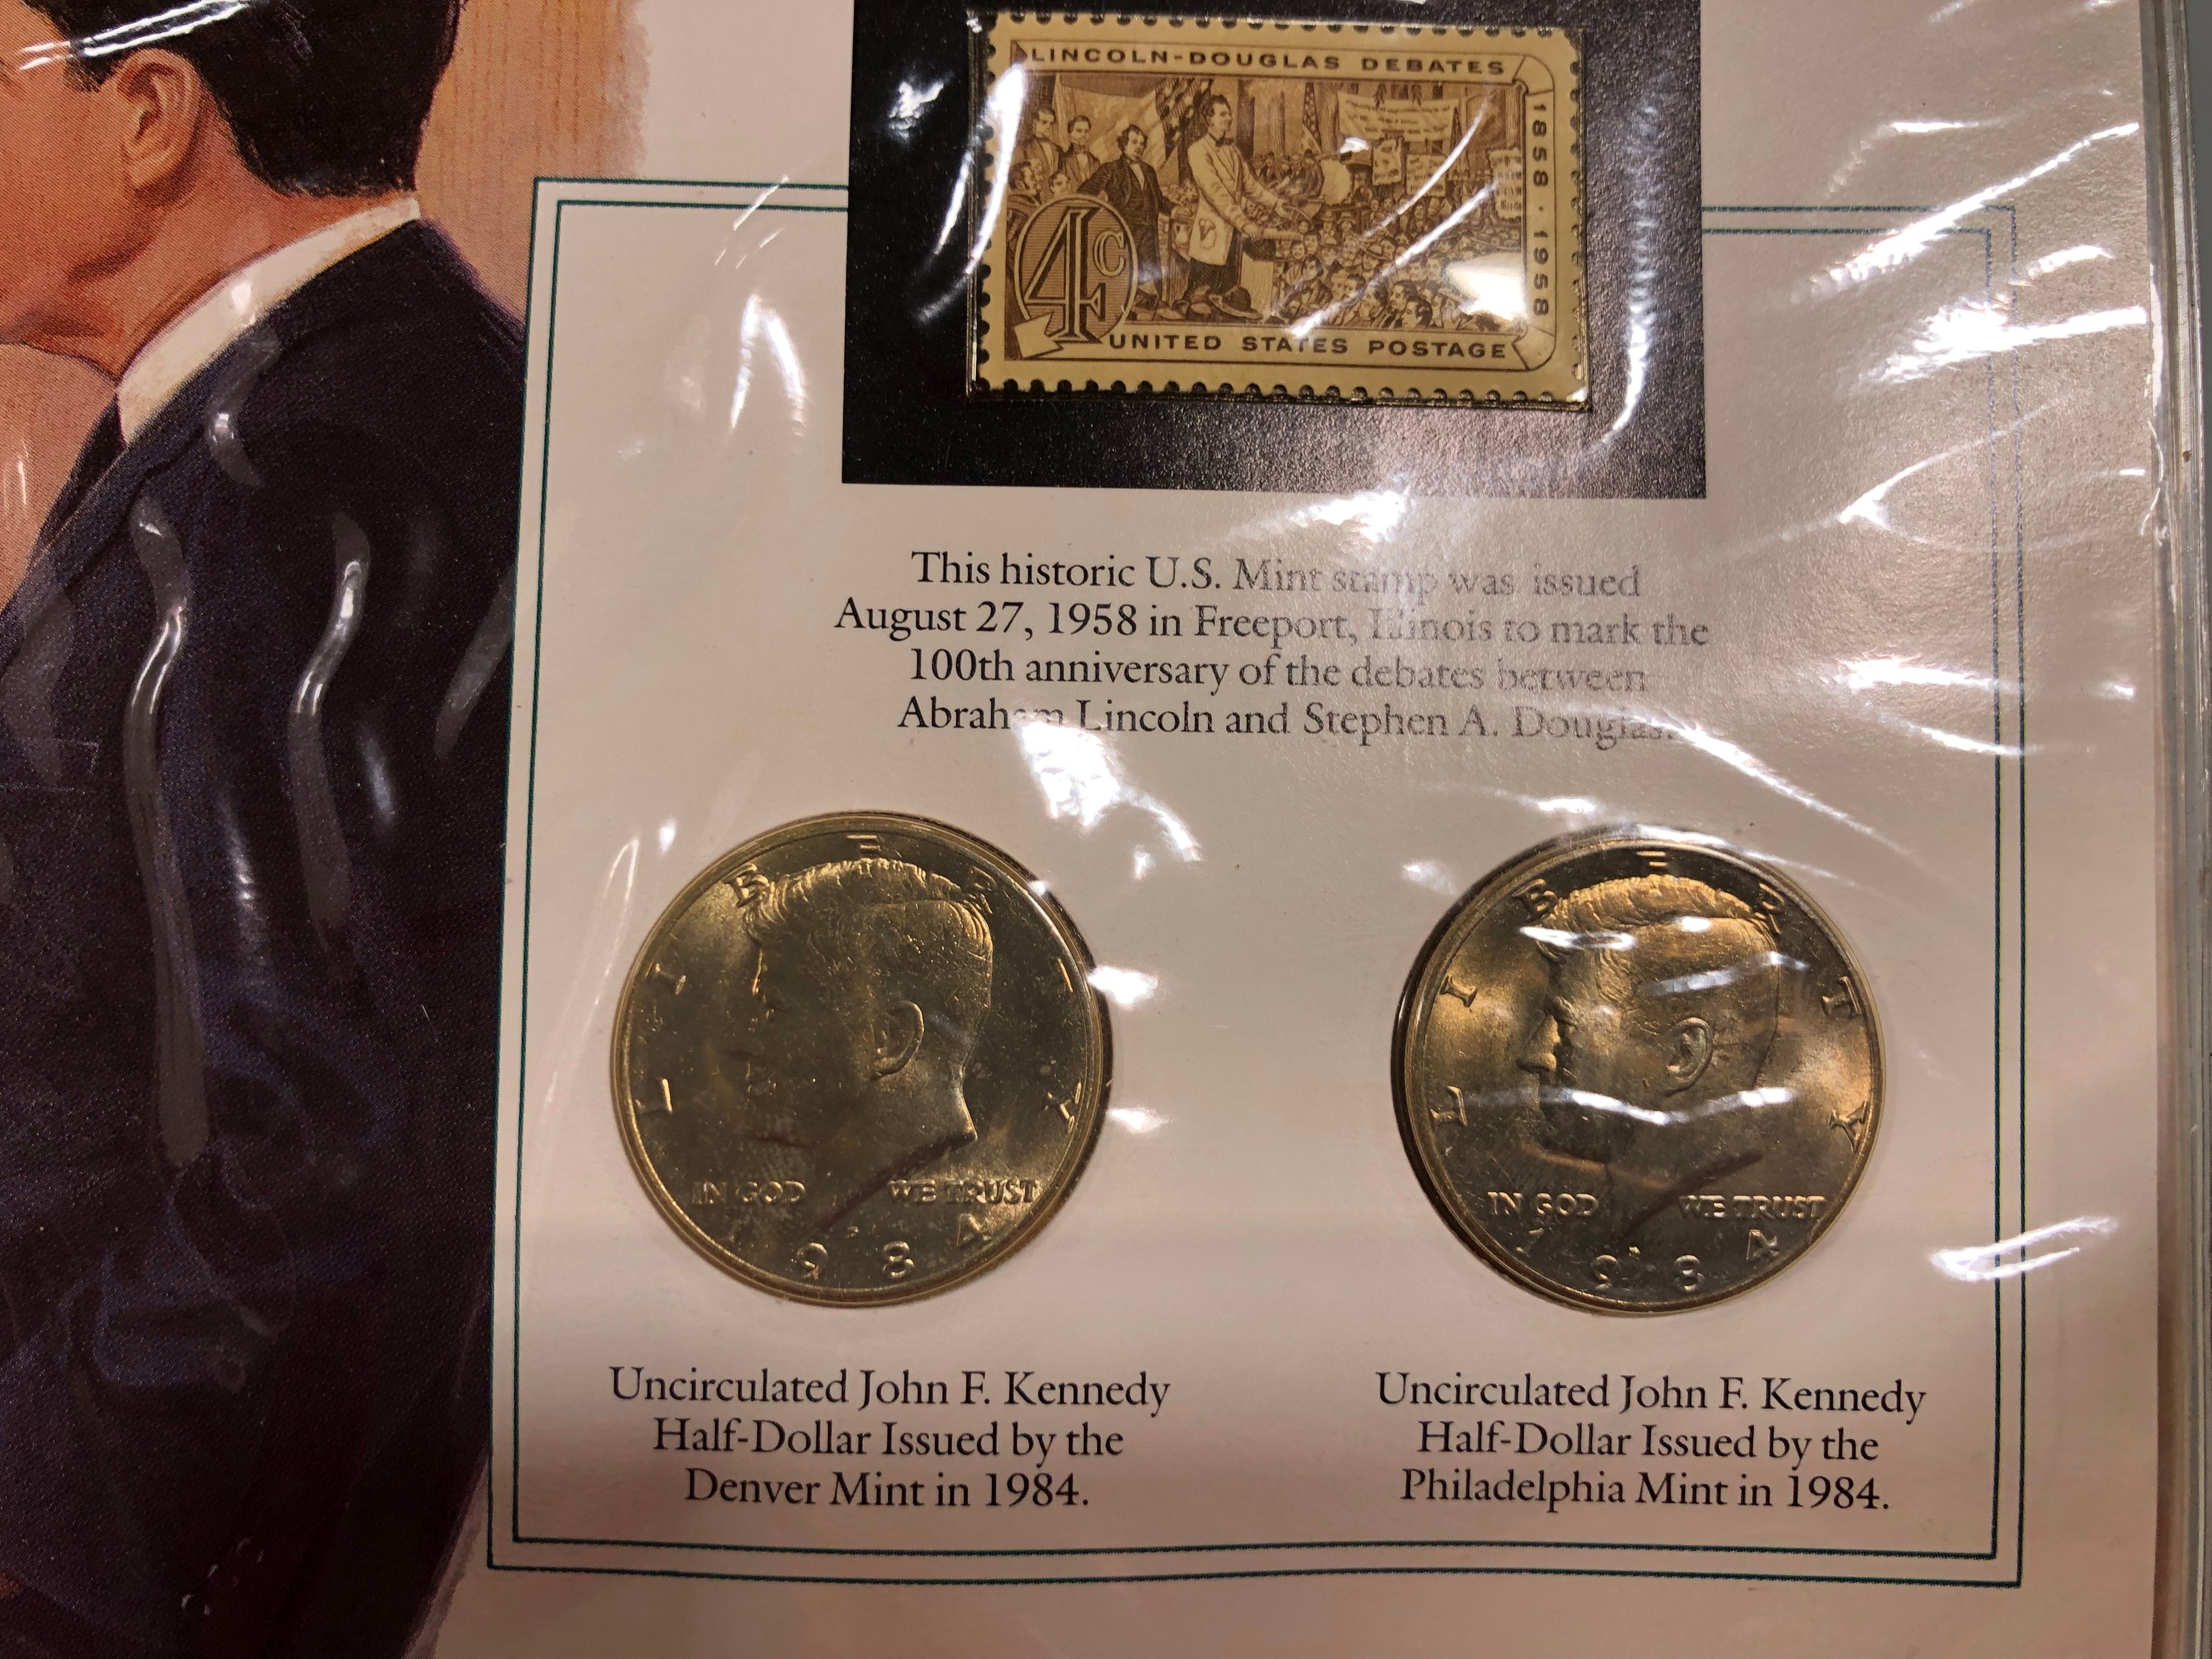 LINCOLN-DOUGLAS DEBATES
1858 · 1958
4c
UNITED STATES POSTAGE
This historic U.S. Mint stamp was issued
August 27, 1958 in Freeport, Illinois to mark the
100th anniversary of the debates between
Abraham Lincoln and Stephen A. Douglas.
LIBERTY
IN GOD WE TRUST
1984
LIBERTY
IN GOD WE TRUST
1984
Uncirculated John F. Kennedy
Half-Dollar Issued by the
Denver Mint in 1984.
Uncirculated John F. Kennedy
Half-Dollar Issued by the
Philadelphia Mint in 1984.